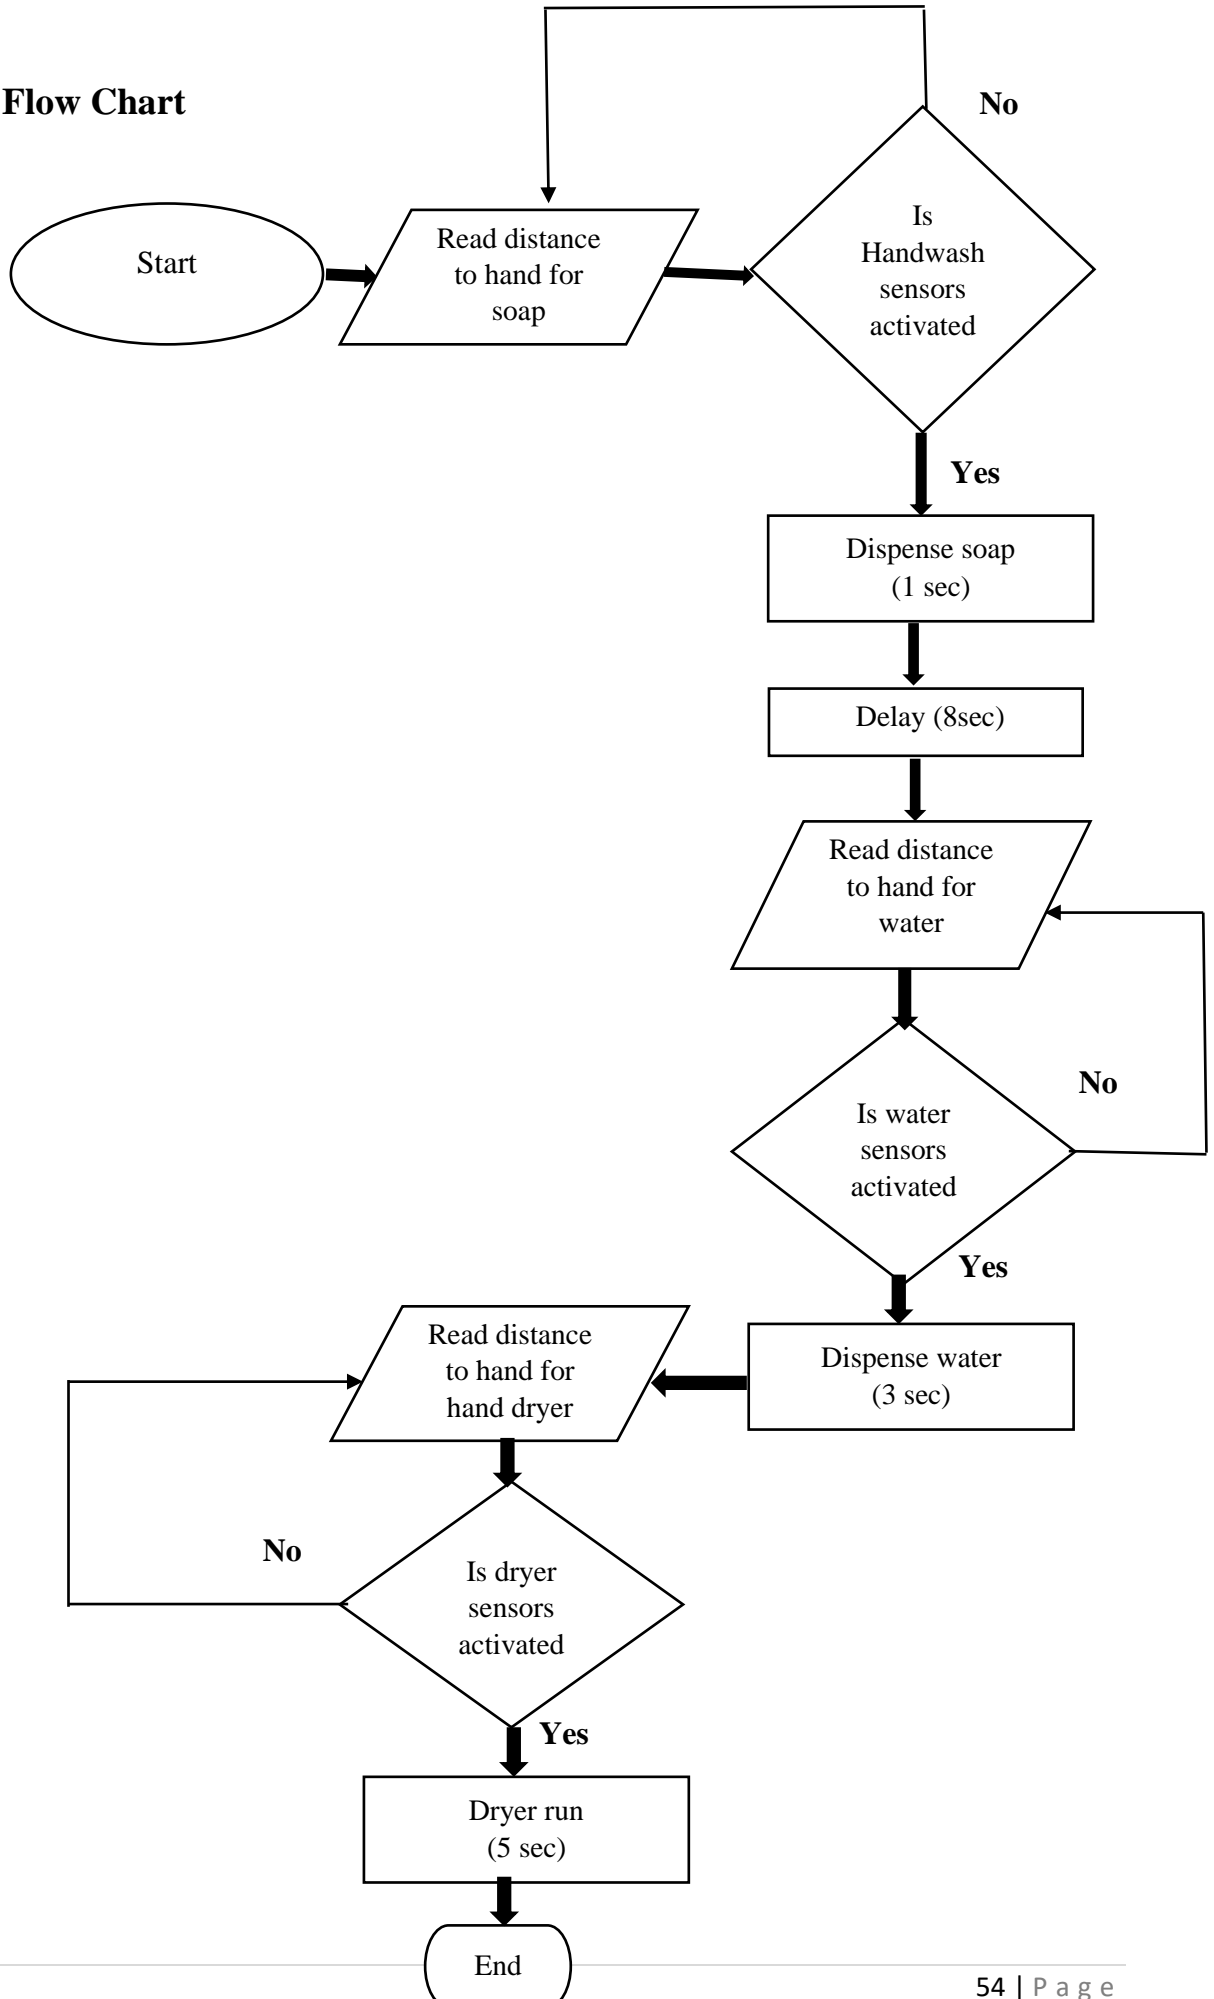 Flow Chart
No
Start
Read distance
to hand for
soap
Is
Handwash
sensors
activated
Yes
Dispense soap
(1 sec)
Delay (8sec)
Read distance
to hand for
water
No
Is water
sensors
activated
Yes
Dispense water
(3 sec)
Read distance
to hand for
hand dryer
No
Is dryer
sensors
activated
Yes
Dryer run
(5 sec)
End
54 | Page